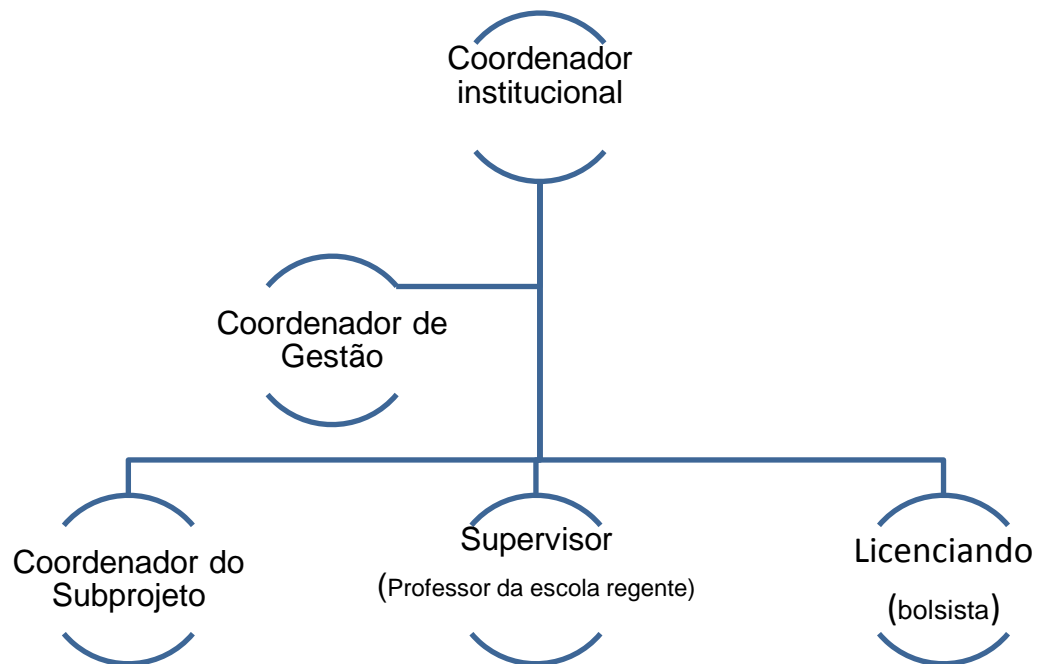 Coordenador
institucional
Coordenador de
Gestão
Coordenador do
Subprojeto
Supervisor
(Professor da escola regente)
Licenciando
(bolsista)